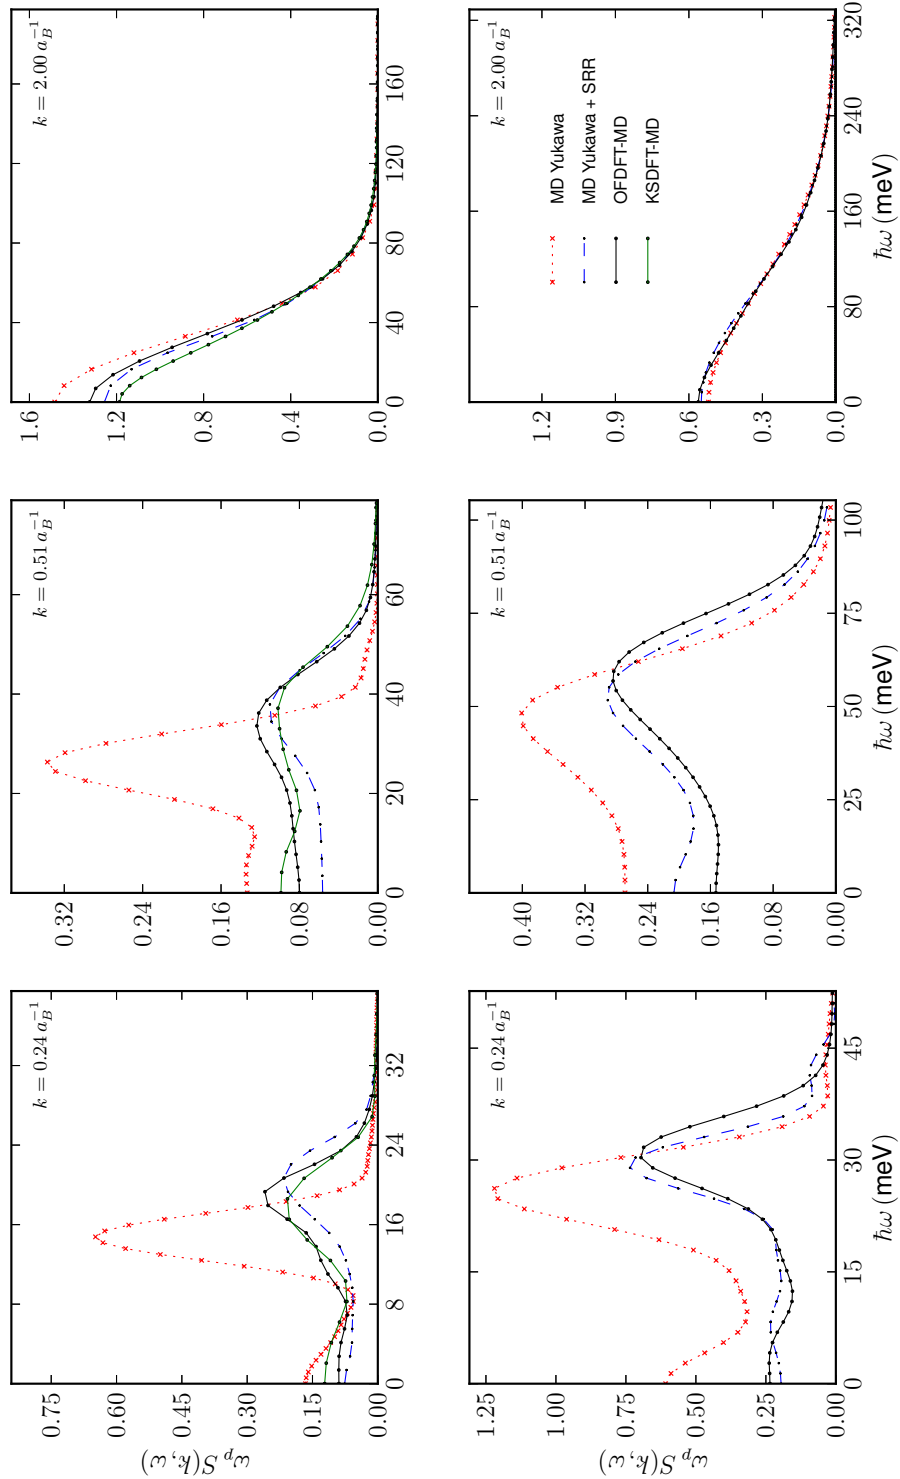 k = 0.24 a_B^{-1}
0.75
0.60
0.45
0.30
0.15
0.00
0 8 16 24 32
ω_p S(k, ω)
k = 0.51 a_B^{-1}
0.32
0.24
0.16
0.08
0.00
0 20 40 60
k = 2.00 a_B^{-1}
1.6
1.2
0.8
0.4
0.0
0 40 80 120 160
k = 0.24 a_B^{-1}
1.25
1.00
0.75
0.50
0.25
0.00
0 15 30 45
ω_p S(k, ω)
ħω (meV)
k = 0.51 a_B^{-1}
0.40
0.32
0.24
0.16
0.08
0.00
0 25 50 75 100
ħω (meV)
k = 2.00 a_B^{-1}
1.2
0.9
0.6
0.3
0.0
0 80 160 240 320
ħω (meV)
MD Yukawa
MD Yukawa + SRR
OFDFT-MD
KSDFT-MD